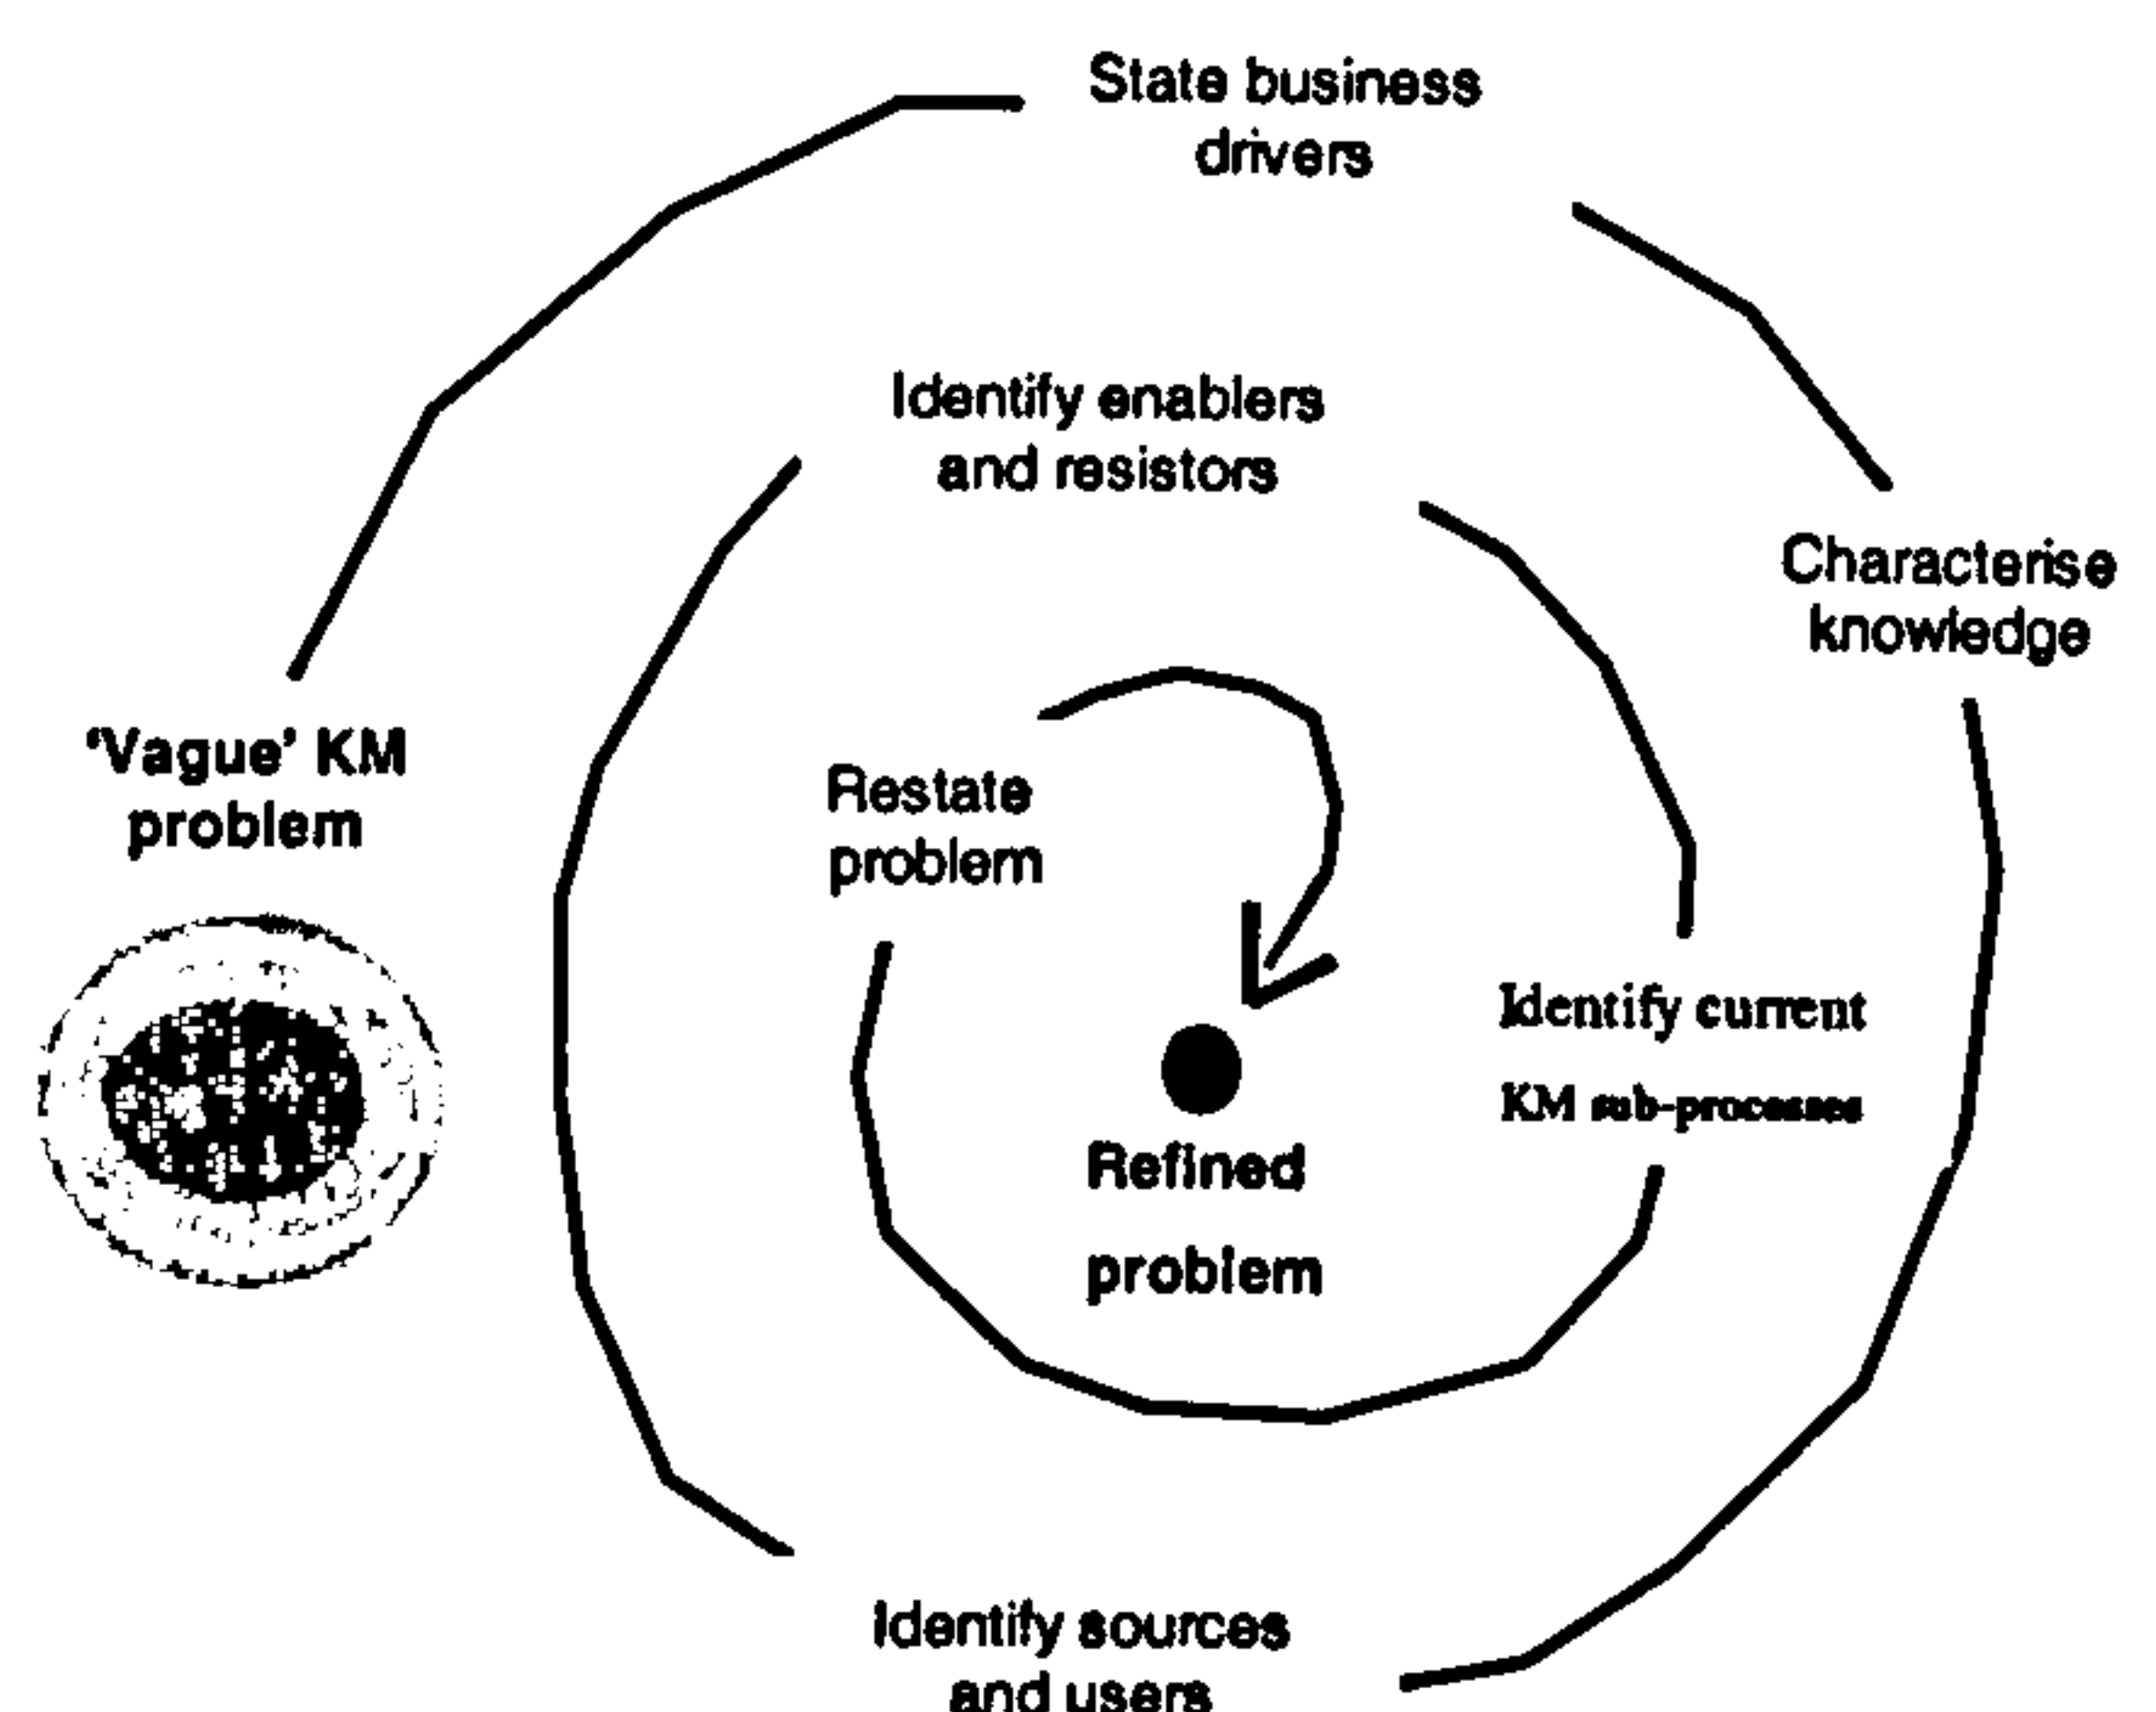 State business
drivers
Identify enablers
and resistors
Characterise
knowledge
'Vague' KM
problem
Restate
problem
Identify current
KM sub-processes
Refined
problem
Identify sources
and users